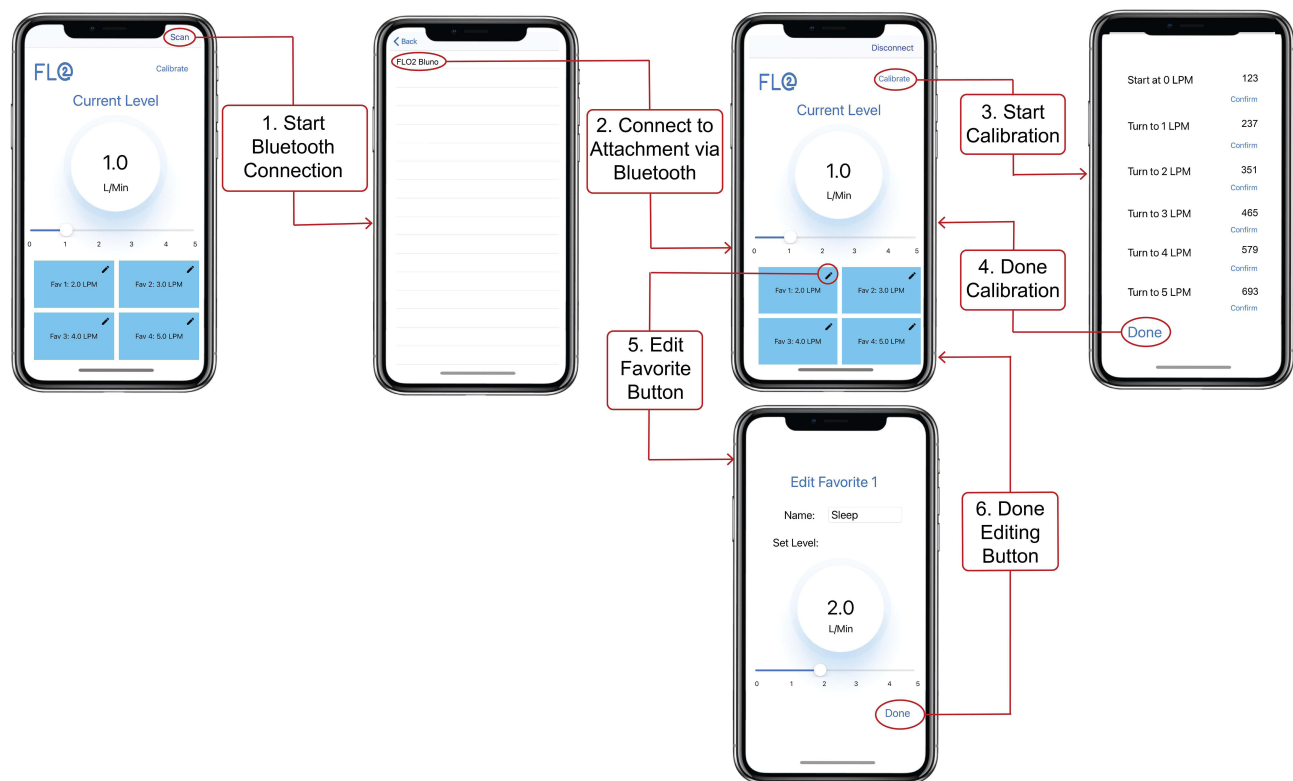 Scan
FLO2
Calibrate
Current Level
1.0
L/Min
0 1 2 3 4 5
Fav 1: 2.0 LPM
Fav 2: 3.0 LPM
Fav 3: 4.0 LPM
Fav 4: 5.0 LPM
1. Start
Bluetooth
Connection
Back
FLO2 Bluno
2. Connect to
Attachment via
Bluetooth
Disconnect
FLO2
Calibrate
Current Level
1.0
L/Min
0 1 2 3 4 5
Fav 1: 2.0 LPM
Fav 2: 3.0 LPM
Fav 3: 4.0 LPM
Fav 4: 5.0 LPM
3. Start
Calibration
Start at 0 LPM 123
Confirm
Turn to 1 LPM 237
Confirm
Turn to 2 LPM 351
Confirm
Turn to 3 LPM 465
Confirm
Turn to 4 LPM 579
Confirm
Turn to 5 LPM 693
Confirm
Done
4. Done
Calibration
5. Edit
Favorite
Button
Edit Favorite 1
Name: Sleep
Set Level:
2.0
L/Min
0 1 2 3 4 5
Done
6. Done
Editing
Button